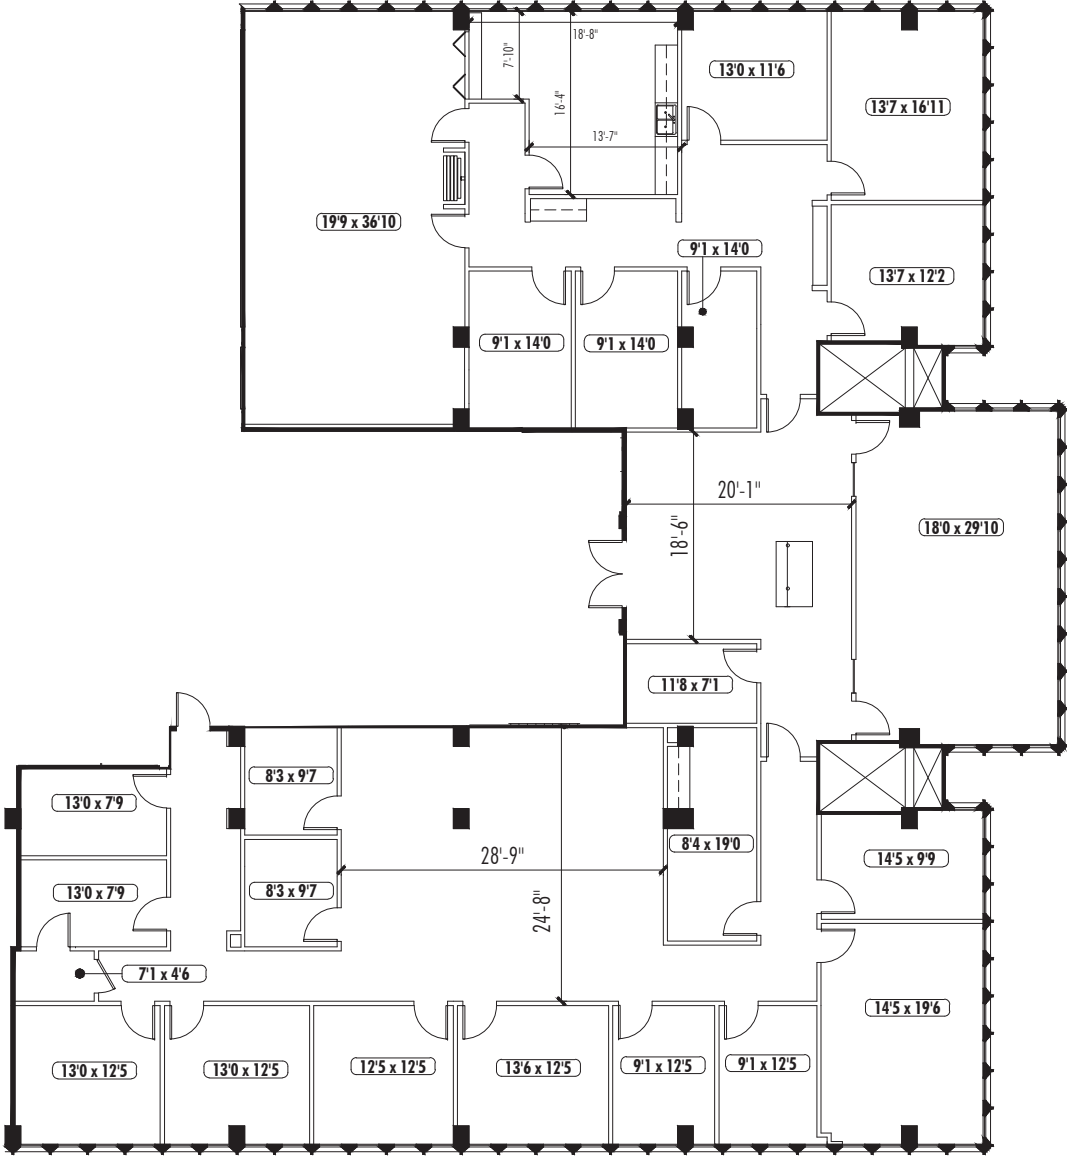 18'-8"
7'-10"
16'-4"
13'-7"
13'0 x 11'6
13'7 x 16'11
19'9 x 36'10
9'1 x 14'0
13'7 x 12'2
9'1 x 14'0
9'1 x 14'0
20'-1"
18'-6"
18'0 x 29'10
11'8 x 7'1
8'3 x 9'7
13'0 x 7'9
8'4 x 19'0
28'-9"
14'5 x 9'9
13'0 x 7'9
8'3 x 9'7
24'-8"
7'1 x 4'6
14'5 x 19'6
13'0 x 12'5
13'0 x 12'5
12'5 x 12'5
13'6 x 12'5
9'1 x 12'5
9'1 x 12'5